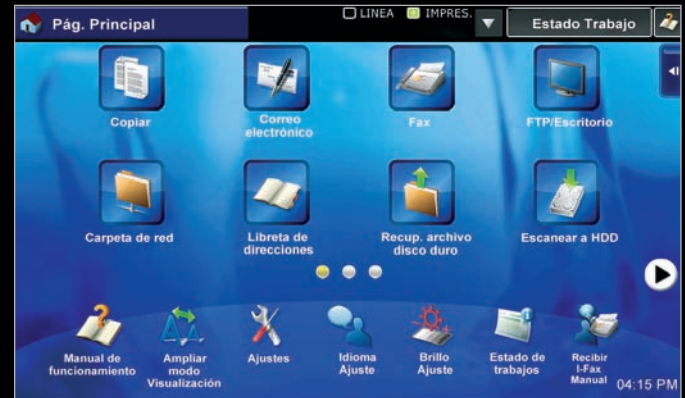 Pág. Principal
LINEA IMPRES.
Estado Trabajo
Copiar
Correo
electrónico
Fax
FTP/Escritorio
Carpeta de red
Libreta de
direcciones
Recup. archivo
disco duro
Escanear a HDD
Manual de
funcionamiento
Ampliar
modo
Visualización
Ajustes
Idioma
Ajuste
Brillo
Ajuste
Estado de
trabajos
Recibir
I-Fax
Manual
04:15 PM